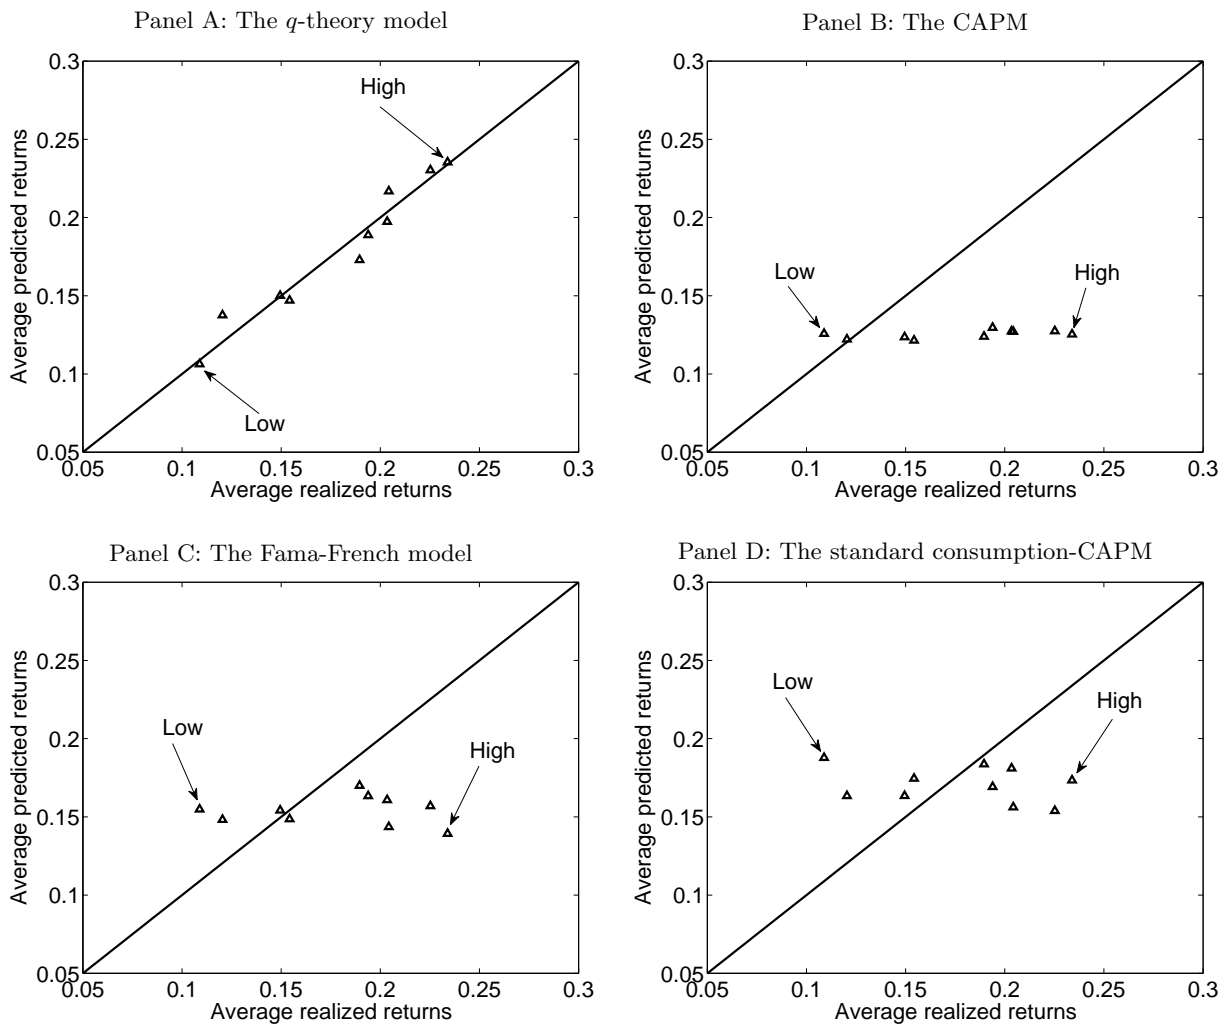 Panel A: The q-theory model
0.3
0.25
0.2
0.15
0.1
0.05
Average predicted returns
High
Low
0.05 0.1 0.15 0.2 0.25 0.3
Average realized returns
Panel B: The CAPM
0.3
0.25
0.2
0.15
0.1
0.05
Average predicted returns
Low
High
0.05 0.1 0.15 0.2 0.25 0.3
Average realized returns
Panel C: The Fama-French model
0.3
0.25
0.2
0.15
0.1
0.05
Average predicted returns
Low
High
0.05 0.1 0.15 0.2 0.25 0.3
Average realized returns
Panel D: The standard consumption-CAPM
0.3
0.25
0.2
0.15
0.1
0.05
Average predicted returns
Low
High
0.05 0.1 0.15 0.2 0.25 0.3
Average realized returns